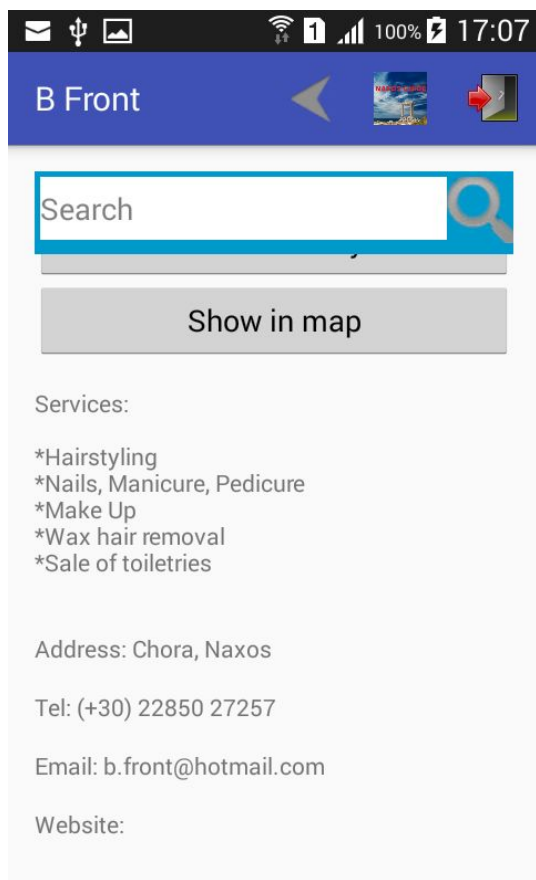 1
100%
17:07
B Front
Search
Show in map
Services:
*Hairstyling
*Nails, Manicure, Pedicure
*Make Up
*Wax hair removal
*Sale of toiletries
Address: Chora, Naxos
Tel: (+30) 22850 27257
Email: b.front@hotmail.com
Website: